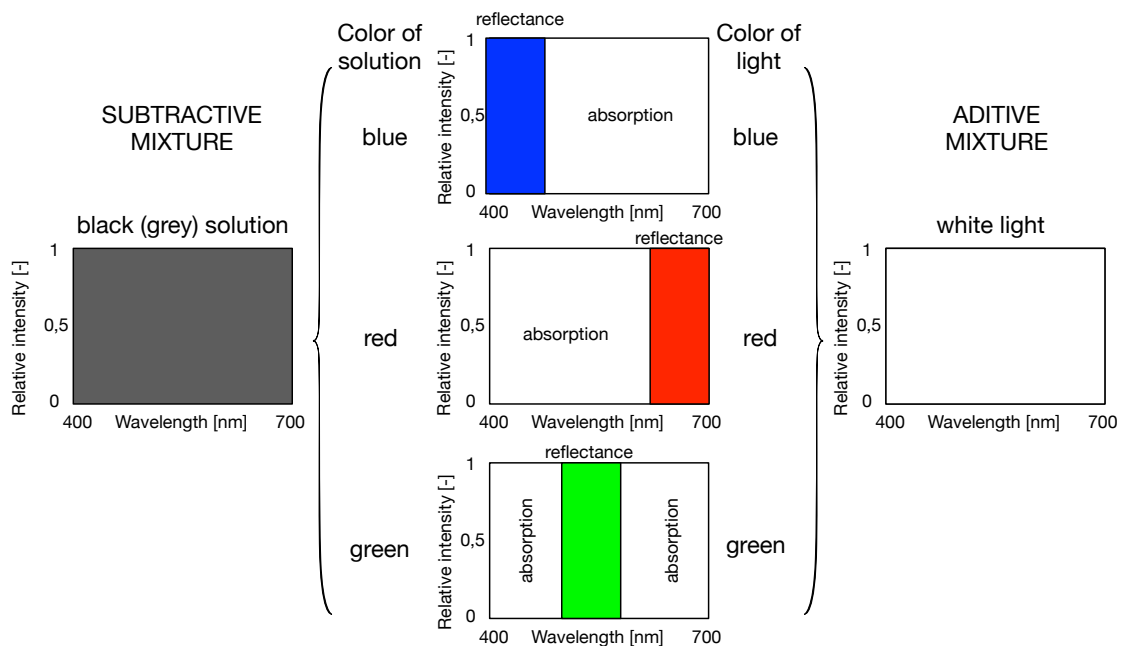 SUBTRACTIVE
MIXTURE
black (grey) solution
1
0,5
0
Relative intensity [-]
400 Wavelength [nm] 700
Color of
solution
blue
red
green
reflectance
1
0,5
0
Relative intensity [-]
absorption
400 Wavelength [nm] 700
reflectance
1
0,5
0
Relative intensity [-]
absorption
400 Wavelength [nm] 700
reflectance
1
0,5
0
Relative intensity [-]
absorption
absorption
400 Wavelength [nm] 700
Color of
light
blue
red
green
ADITIVE
MIXTURE
white light
1
0,5
0
Relative intensity [-]
400 Wavelength [nm] 700